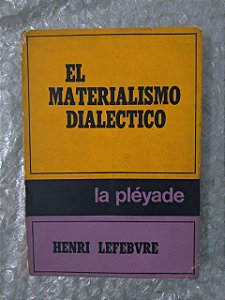 EL
MATERIALISMO
DIALECTICO
la pléyade
HENRI LEFEBVRE